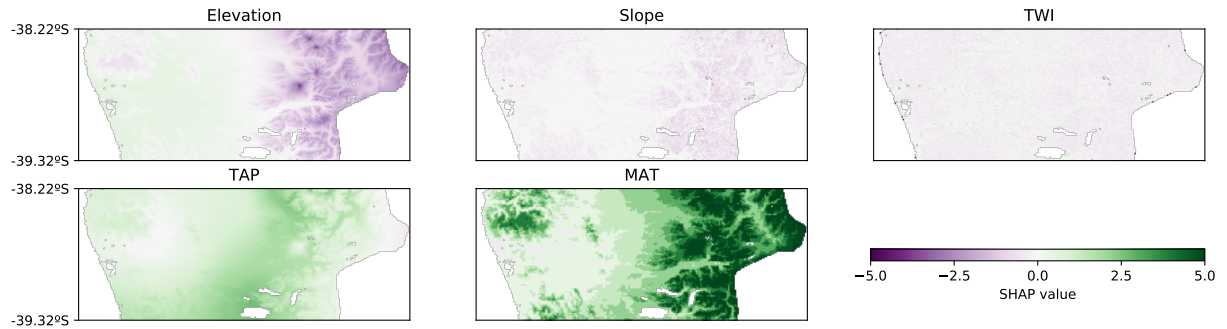 Elevation
Slope
TWI
-38.22ºS
-39.32ºS
TAP
MAT
-38.22ºS
-39.32ºS
−5.0 −2.5 0.0 2.5 5.0
SHAP value